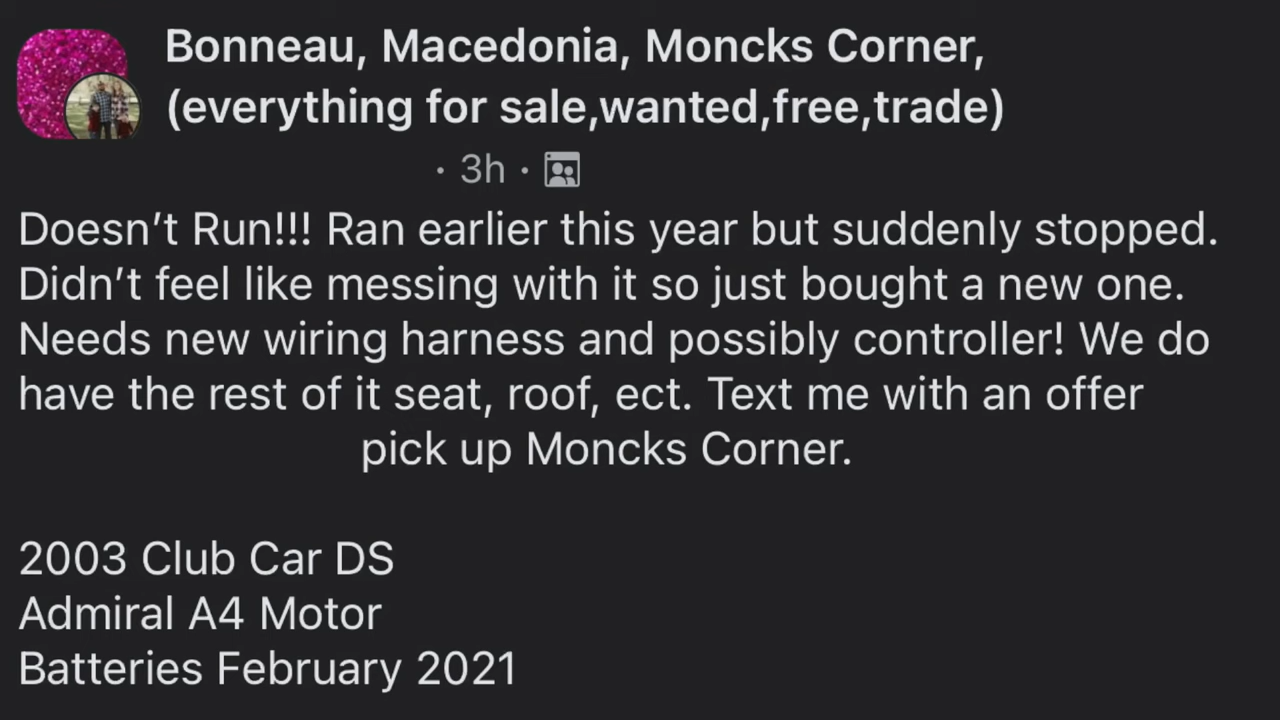 Bonneau, Macedonia, Moncks Corner,
(everything for sale,wanted,free,trade)
· 3h ·
Doesn’t Run!!! Ran earlier this year but suddenly stopped.
Didn’t feel like messing with it so just bought a new one.
Needs new wiring harness and possibly controller! We do
have the rest of it seat, roof, ect. Text me with an offer
pick up Moncks Corner.
2003 Club Car DS
Admiral A4 Motor
Batteries February 2021